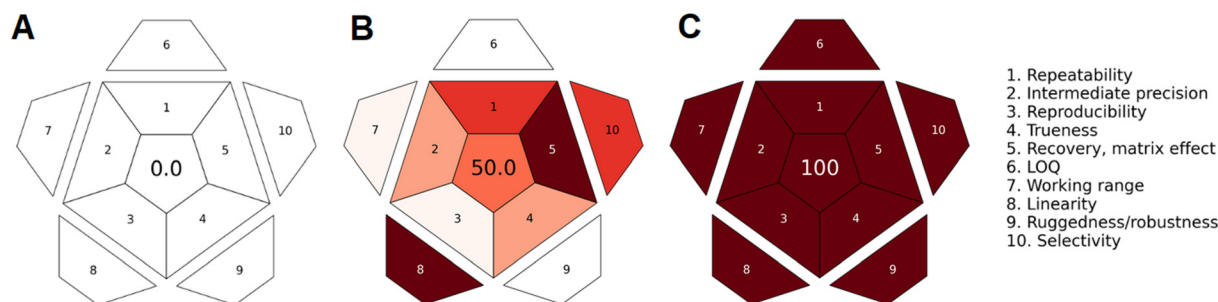 A
6
1
2
3
4
5
7
8
9
10
0.0
B
6
1
2
3
4
5
7
8
9
10
50.0
C
6
1
2
3
4
5
7
8
9
10
100
1. Repeatability
2. Intermediate precision
3. Reproducibility
4. Trueness
5. Recovery, matrix effect
6. LOQ
7. Working range
8. Linearity
9. Ruggedness/robustness
10. Selectivity